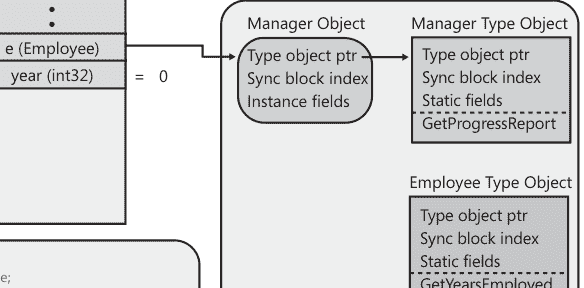 Manager Object
Manager Type Object
e (Employee)
year (int32)
= 0
Type object ptr
Sync block index
Instance fields
Type object ptr
Sync block index
Static fields
GetProgressReport
Employee Type Object
Type object ptr
Sync block index
Static fields
GetYearsEmployed
e;